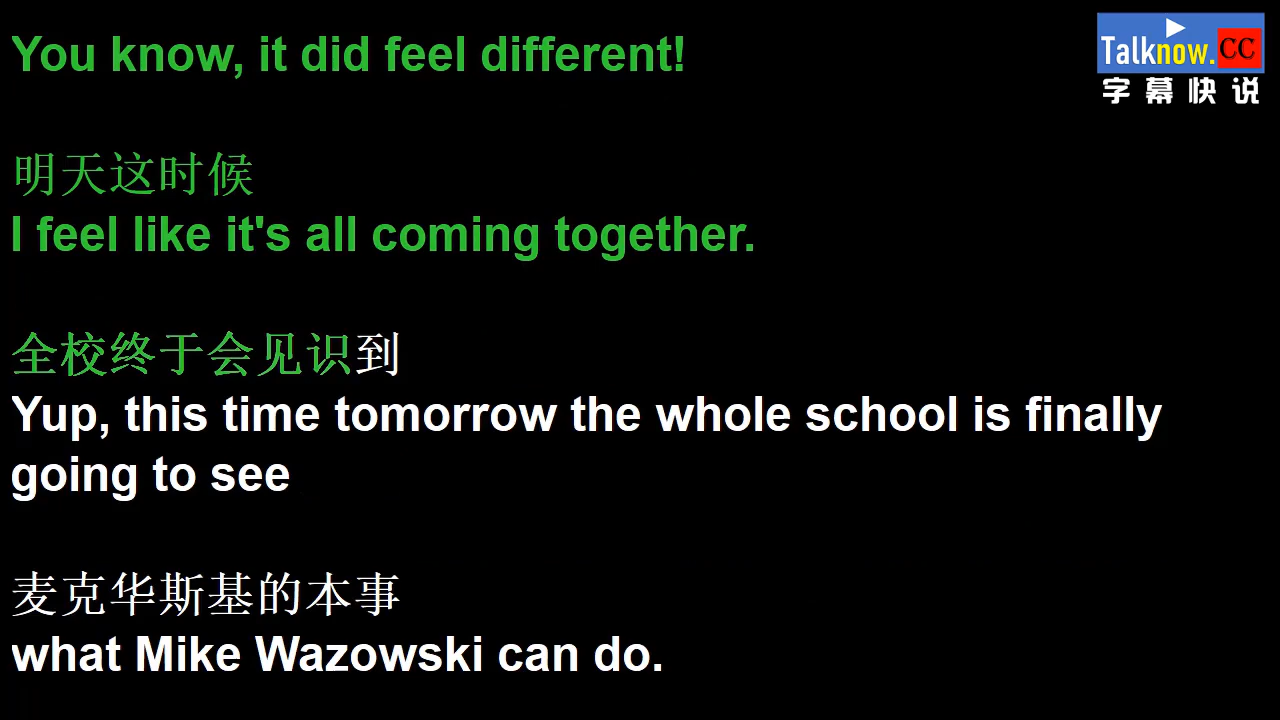 You know, it did feel different!
Talknow.CC
字幕快说
明天这时候
I feel like it's all coming together.
全校终于会见识到
Yup, this time tomorrow the whole school is finally
going to see
麦克华斯基的本事
what Mike Wazowski can do.